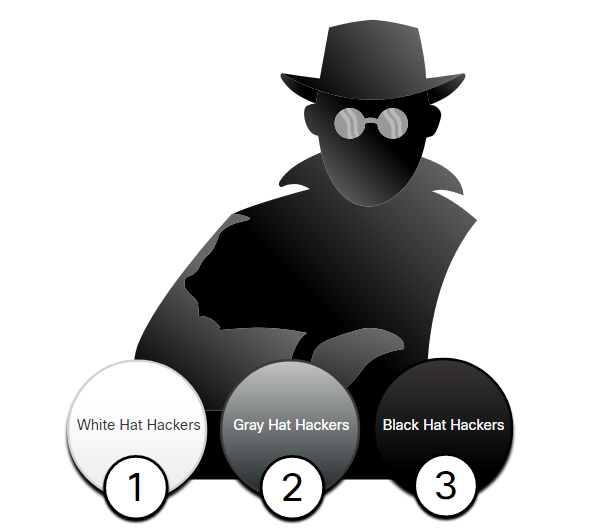 White Hat Hackers
Gray Hat Hackers
Black Hat Hackers
1
2
3